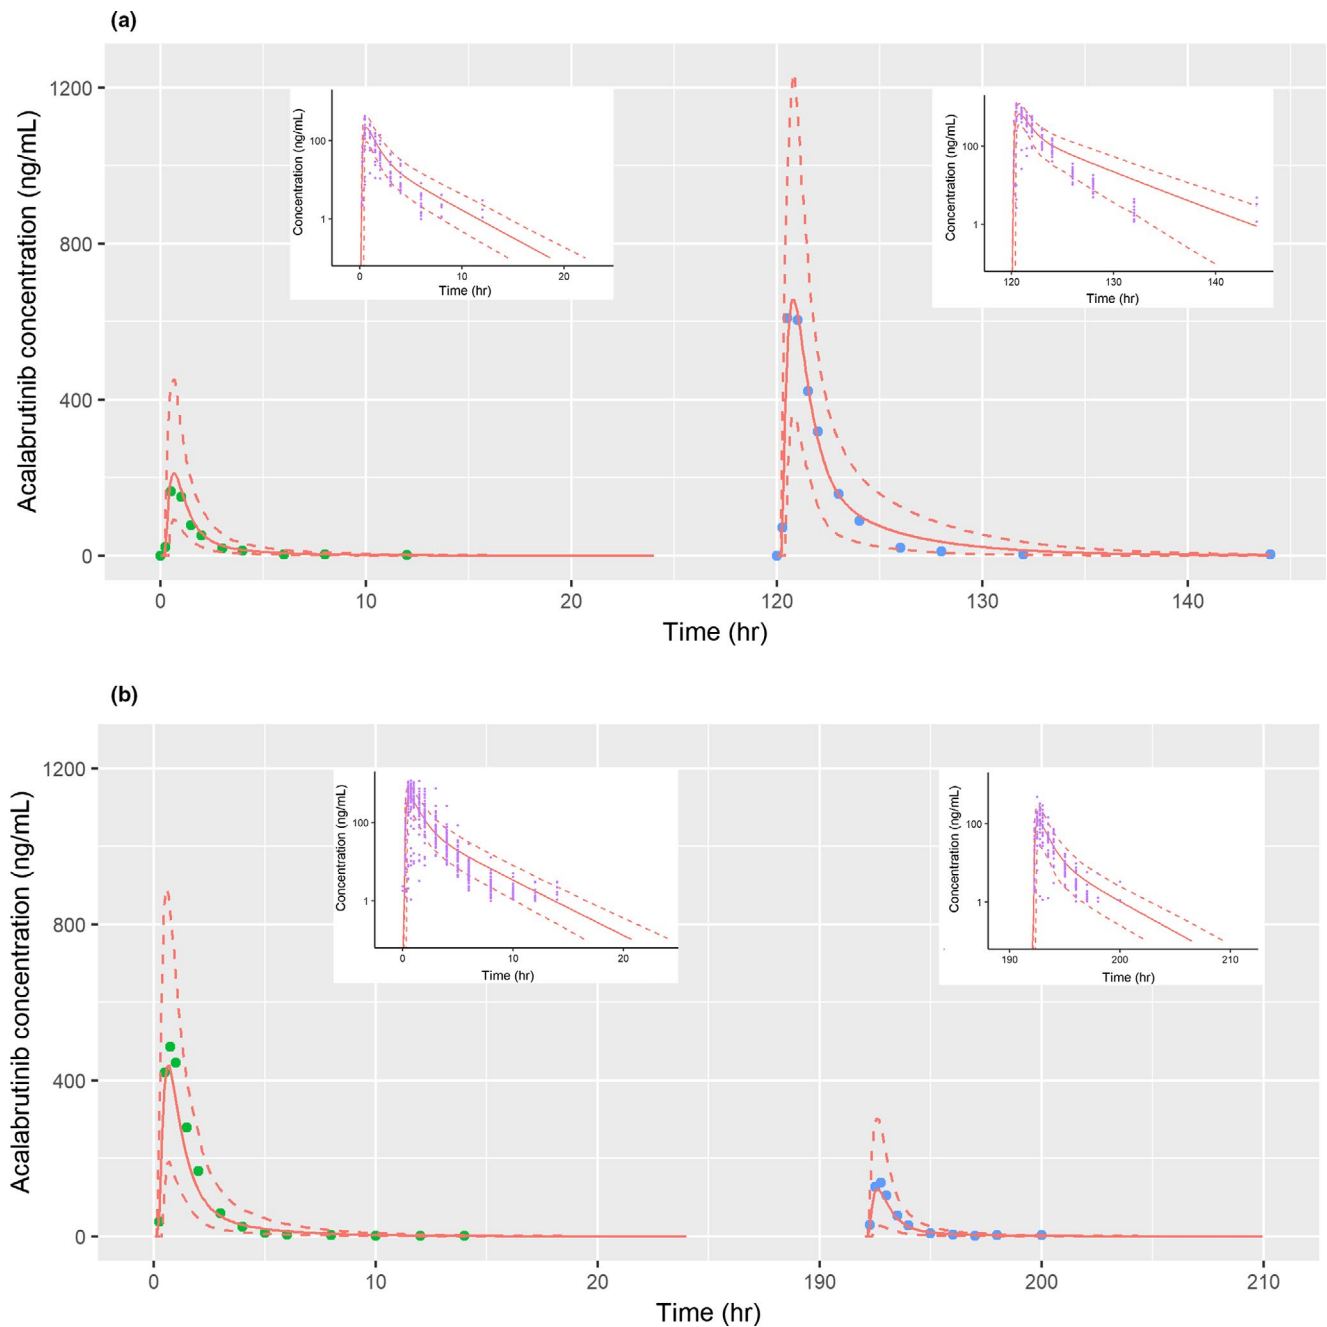 (a)
Acalabrutinib concentration (ng/mL)
1200
800
400
0
Concentration (ng/mL)
100
1
0 10 20
Time (hr)
Concentration (ng/mL)
100
1
120 130 140
Time (hr)
0 10 20 120 130 140
Time (hr)
(b)
Acalabrutinib concentration (ng/mL)
1200
800
400
0
Concentration (ng/mL)
100
1
0 10 20
Time (hr)
Concentration (ng/mL)
100
1
190 200 210
Time (hr)
0 10 20 190 200 210
Time (hr)